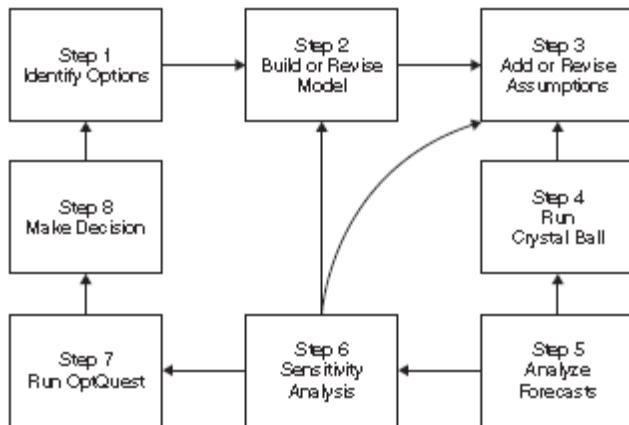 Step 1
Identify Options
Step 2
Build or Revise
Model
Step 3
Add or Revise
Assumptions
Step 8
Make Decision
Step 4
Run
Crystal Ball
Step 7
Run OptQuest
Step 6
Sensitivity
Analysis
Step 5
Analyze
Forecasts